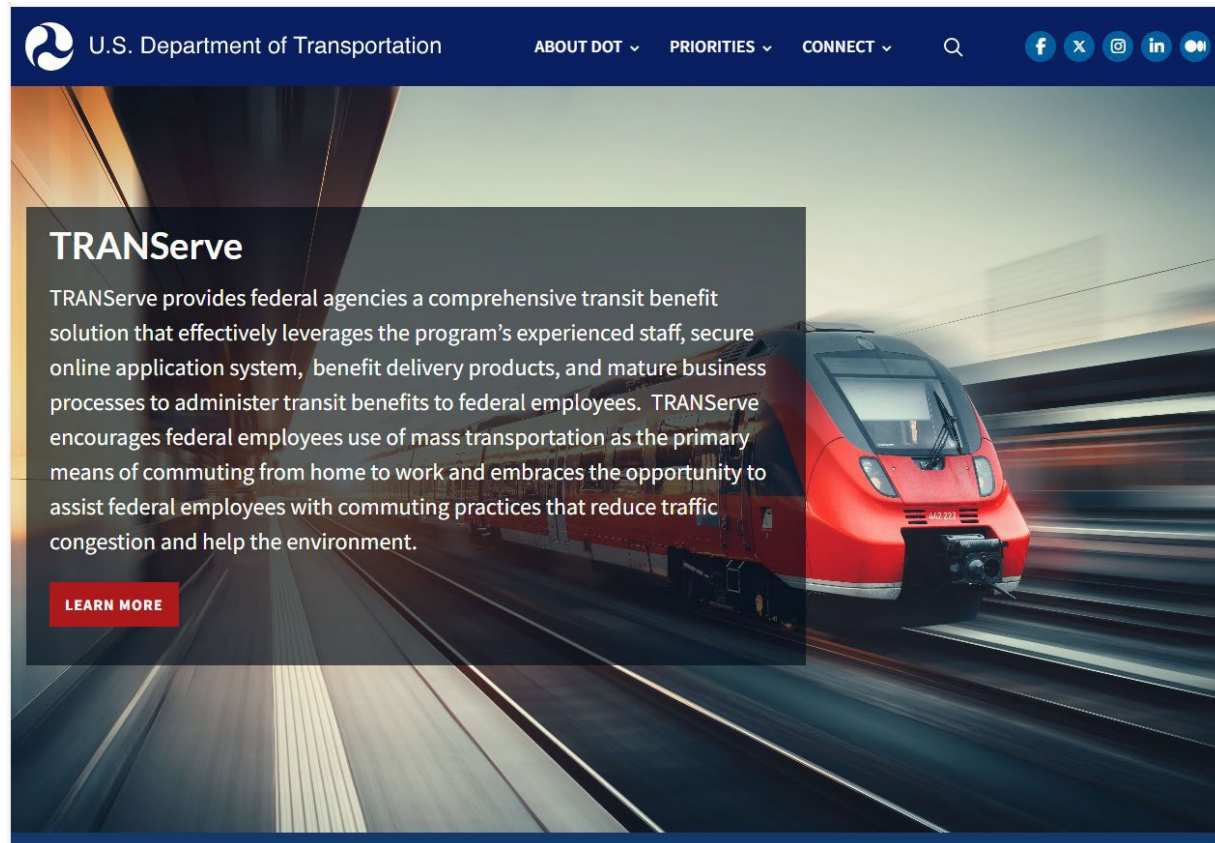 U.S. Department of Transportation
ABOUT DOT
PRIORITIES
CONNECT
TRANServe
TRANServe provides federal agencies a comprehensive transit benefit
solution that effectively leverages the program’s experienced staff, secure
online application system,  benefit delivery products, and mature business
processes to administer transit benefits to federal employees.  TRANServe
encourages federal employees use of mass transportation as the primary
means of commuting from home to work and embraces the opportunity to
assist federal employees with commuting practices that reduce traffic
congestion and help the environment.
LEARN MORE
442 222